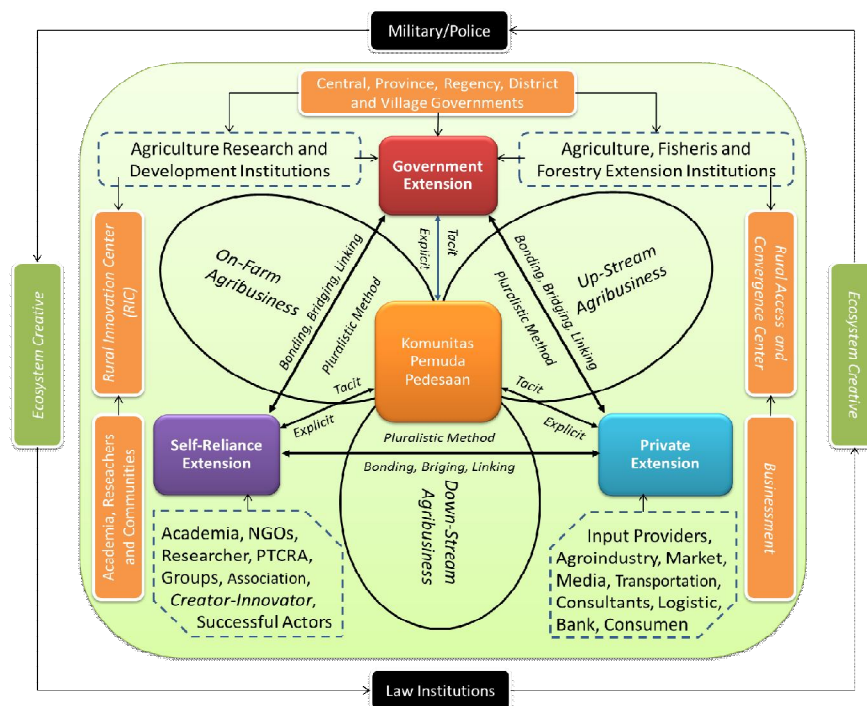 Military/Police
Central, Province, Regency, District
and Village Governments
Agriculture Research and
Development Institutions
Government
Extension
Agriculture, Fisheris and
Forestry Extension Institutions
Ecosystem Creative
Rural Innovation Center
(RIC)
On-Farm
Agribusiness
Bonding, Bridging, Linking
Pluralistic Method
Tacit
Explicit
Bonding, Bridging, Linking
Pluralistic Method
Up-Stream
Agribusiness
Rural Access and
Convergence Center
Ecosystem Creative
Komunitas
Pemuda
Pedesaan
Tacit
Explicit
Tacit
Explicit
Self-Reliance
Extension
Pluralistic Method
Bonding, Briging, Linking
Private
Extension
Academia, Reseachers
and Communities
Down-Stream
Agribusiness
Businessment
Academia, NGOs,
Researcher, PTCRA,
Groups, Association,
Creator-Innovator,
Successful Actors
Input Providers,
Agroindustry, Market,
Media, Transportation,
Consultants, Logistic,
Bank, Consumen
Law Institutions